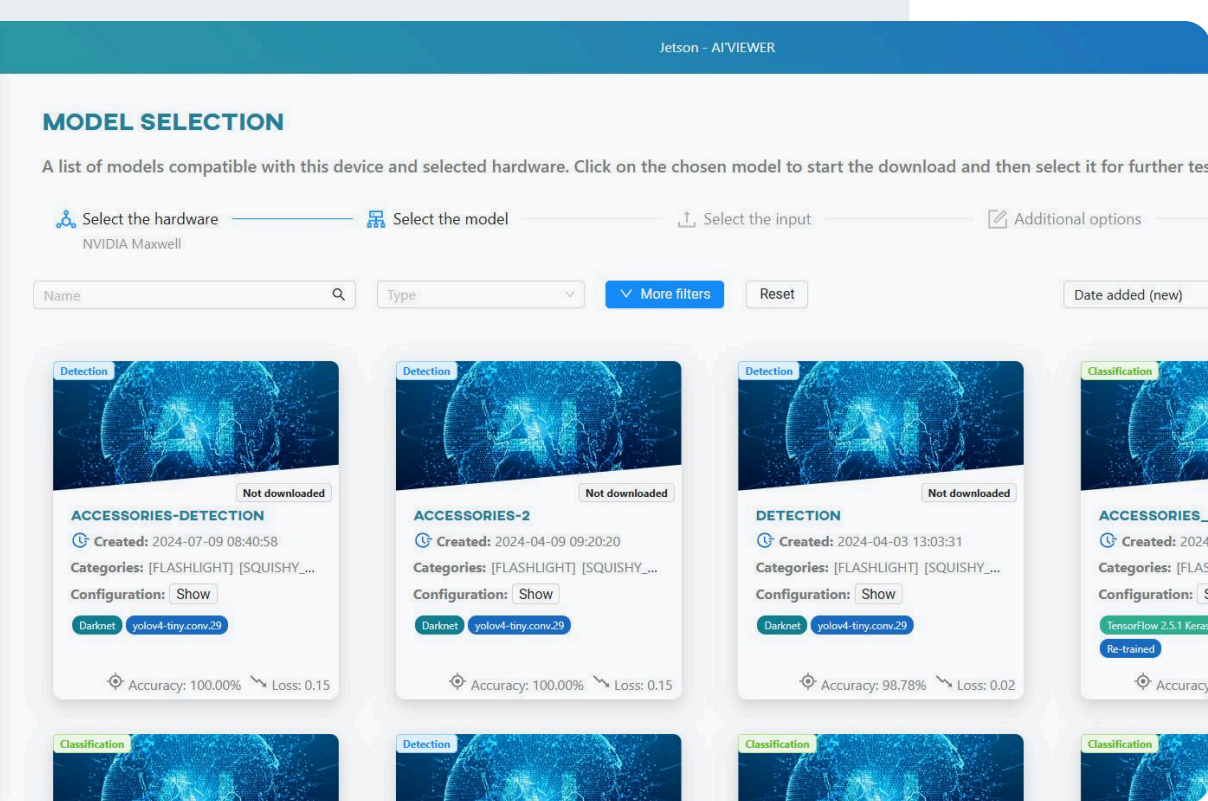 Jetson - AI'VIEWER
MODEL SELECTION
A list of models compatible with this device and selected hardware. Click on the chosen model to start the download and then select it for further tes
Select the hardware
NVIDIA Maxwell
Select the model
Select the input
Additional options
Name
Type
More filters
Reset
Date added (new)
Detection
AI
Not downloaded
ACCESSORIES-DETECTION
Created: 2024-07-09 08:40:58
Categories: [FLASHLIGHT] [SQUISHY_...
Configuration: Show
Darknet yolov4-tiny.conv.29
Accuracy: 100.00% Loss: 0.15
Detection
AI
Not downloaded
ACCESSORIES-2
Created: 2024-04-09 09:20:20
Categories: [FLASHLIGHT] [SQUISHY_...
Configuration: Show
Darknet yolov4-tiny.conv.29
Accuracy: 100.00% Loss: 0.15
Detection
AI
Not downloaded
DETECTION
Created: 2024-04-03 13:03:31
Categories: [FLASHLIGHT] [SQUISHY_...
Configuration: Show
Darknet yolov4-tiny.conv.29
Accuracy: 98.78% Loss: 0.02
Classification
ACCESSORIES_
Created: 2024
Categories: [FLAS
Configuration: S
TensorFlow 2.5.1 Keras
Re-trained
Accuracy
Classification
Detection
Classification
Classification